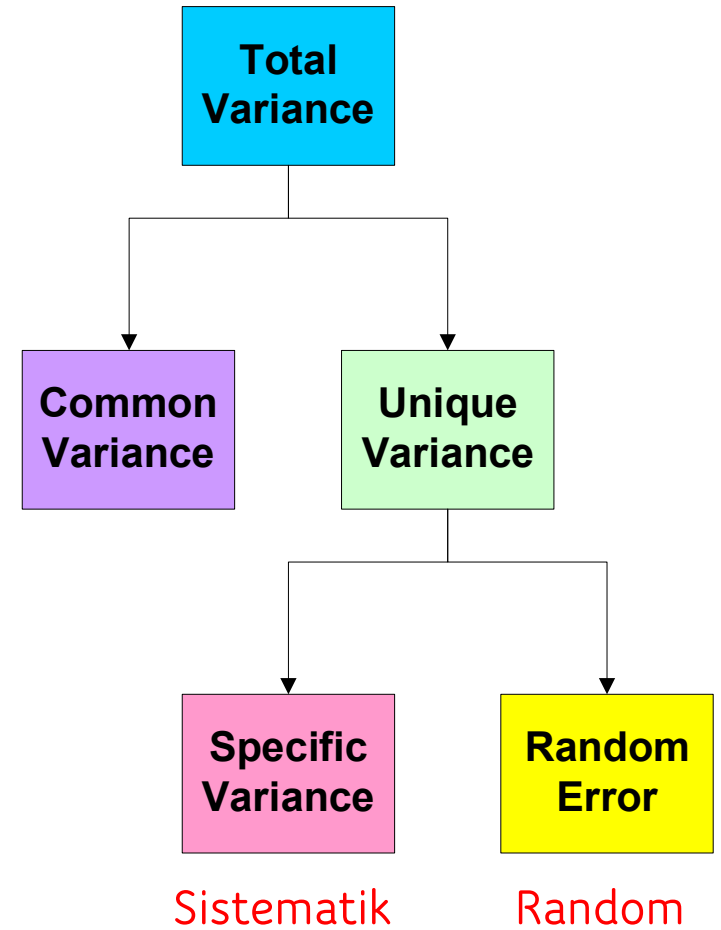 Total
Variance
Common
Variance
Unique
Variance
Specific
Variance
Random
Error
Sistematik
Random